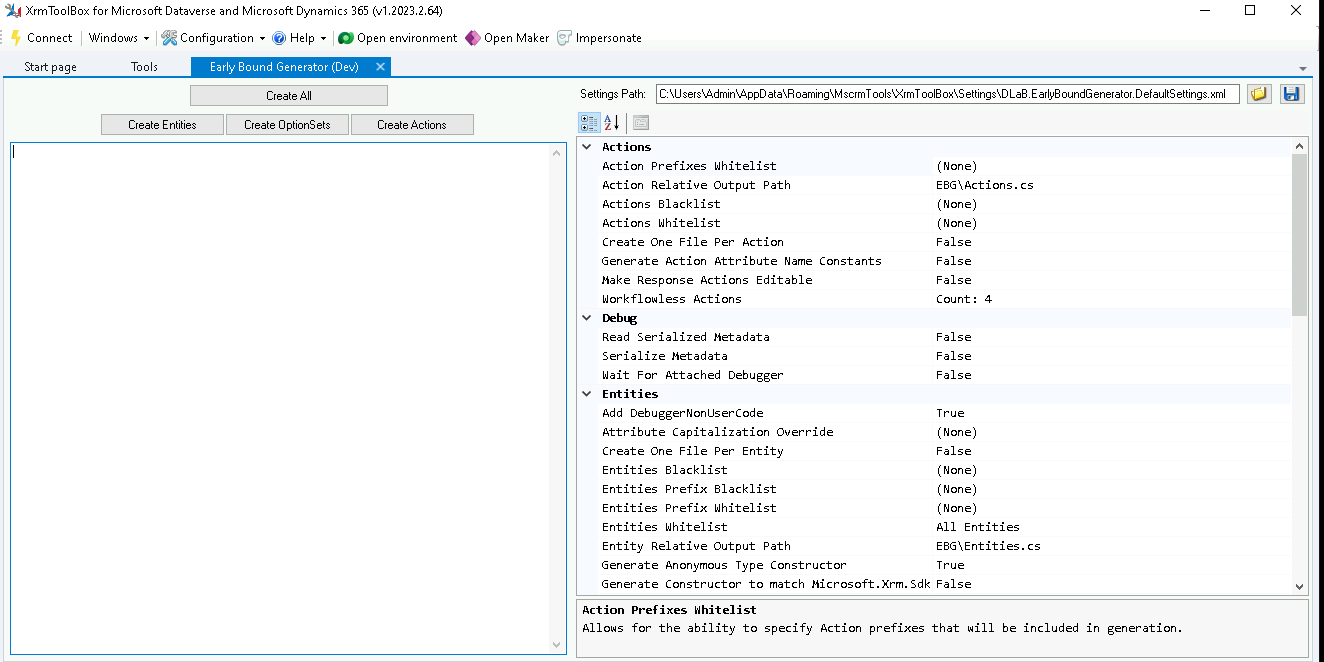 XrmToolBox for Microsoft Dataverse and Microsoft Dynamics 365 (v1.2023.2.64)
Connect Windows Configuration Help Open environment Open Maker Impersonate
Start page Tools Early Bound Generator (Dev)
Create All
Create Entities Create OptionSets Create Actions
Settings Path: C:\Users\Admin\AppData\Roaming\MscrmTools\XrmToolBox\Settings\DLaB.EarlyBoundGenerator.DefaultSettings.xml
Actions
Action Prefixes Whitelist (None)
Action Relative Output Path EBG\Actions.cs
Actions Blacklist (None)
Actions Whitelist (None)
Create One File Per Action False
Generate Action Attribute Name Constants False
Make Response Actions Editable False
Workflowless Actions Count: 4
Debug
Read Serialized Metadata False
Serialize Metadata False
Wait For Attached Debugger False
Entities
Add DebuggerNonUserCode True
Attribute Capitalization Override (None)
Create One File Per Entity False
Entities Blacklist (None)
Entities Prefix Blacklist (None)
Entities Prefix Whitelist (None)
Entities Whitelist All Entities
Entity Relative Output Path EBG\Entities.cs
Generate Anonymous Type Constructor True
Generate Constructor to match Microsoft.Xrm.Sdk False
Action Prefixes Whitelist
Allows for the ability to specify Action prefixes that will be included in generation.